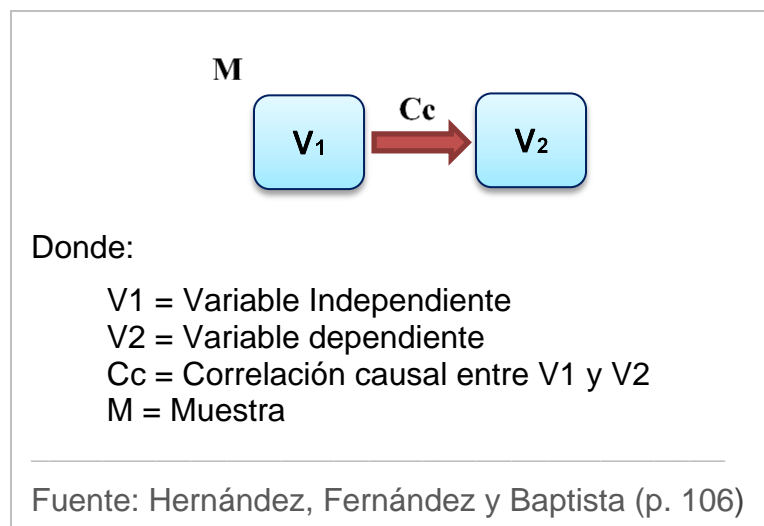 M
Cc
V1
V2
Donde:
V1 = Variable Independiente
V2 = Variable dependiente
Cc = Correlación causal entre V1 y V2
M = Muestra
Fuente: Hernández, Fernández y Baptista (p. 106)